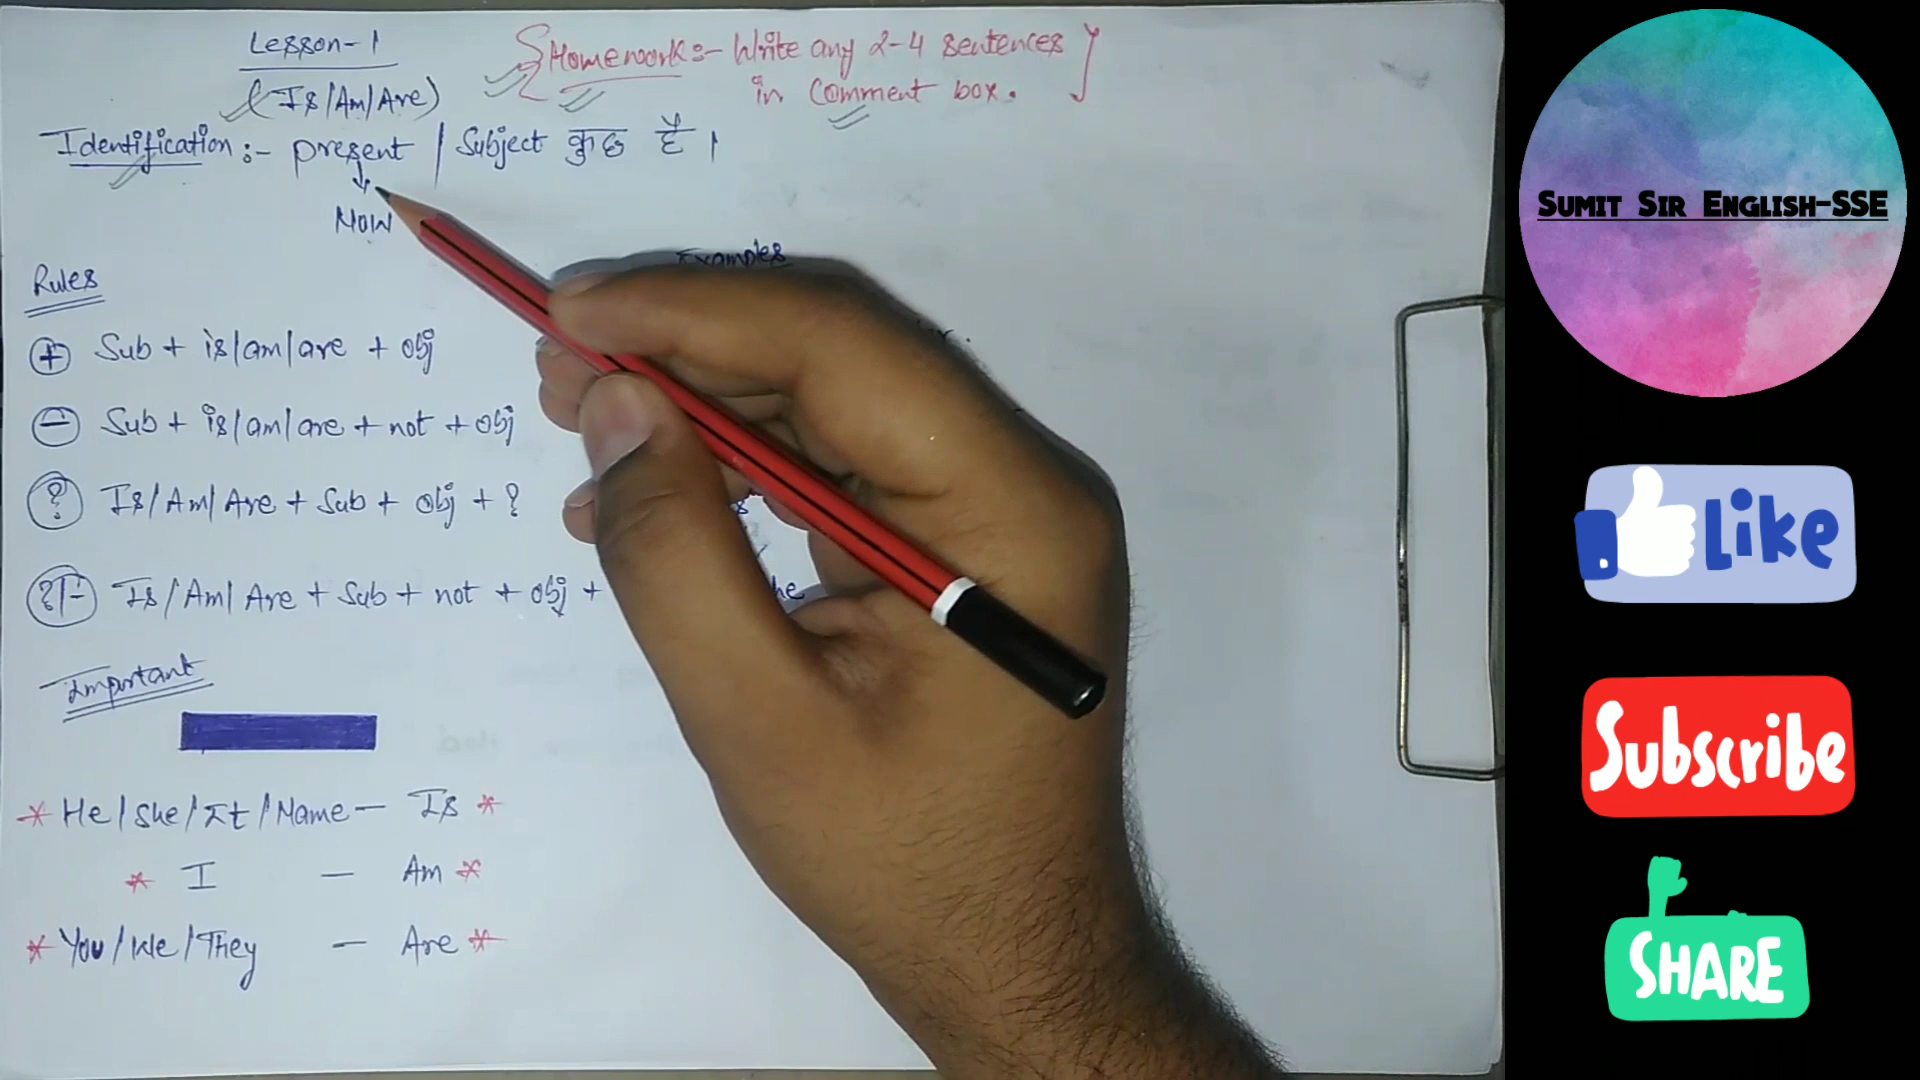 Lesson-1
(Is/Am/Are)
{Homework:- Write any 2-4 sentences
in Comment box.}
Identification:- present / Subject कुछ है।
Now
Examples
Rules
+ Sub + is/am/are + obj
- Sub + is/am/are + not + obj
? Is/Am/Are + Sub + obj + ?
?/- Is/Am/Are + Sub + not + obj +
Important
* He/She/It/Name — Is *
* I — Am *
* You/We/They — Are *
Sumit Sir English-SSE
Like
Subscribe
SHARE